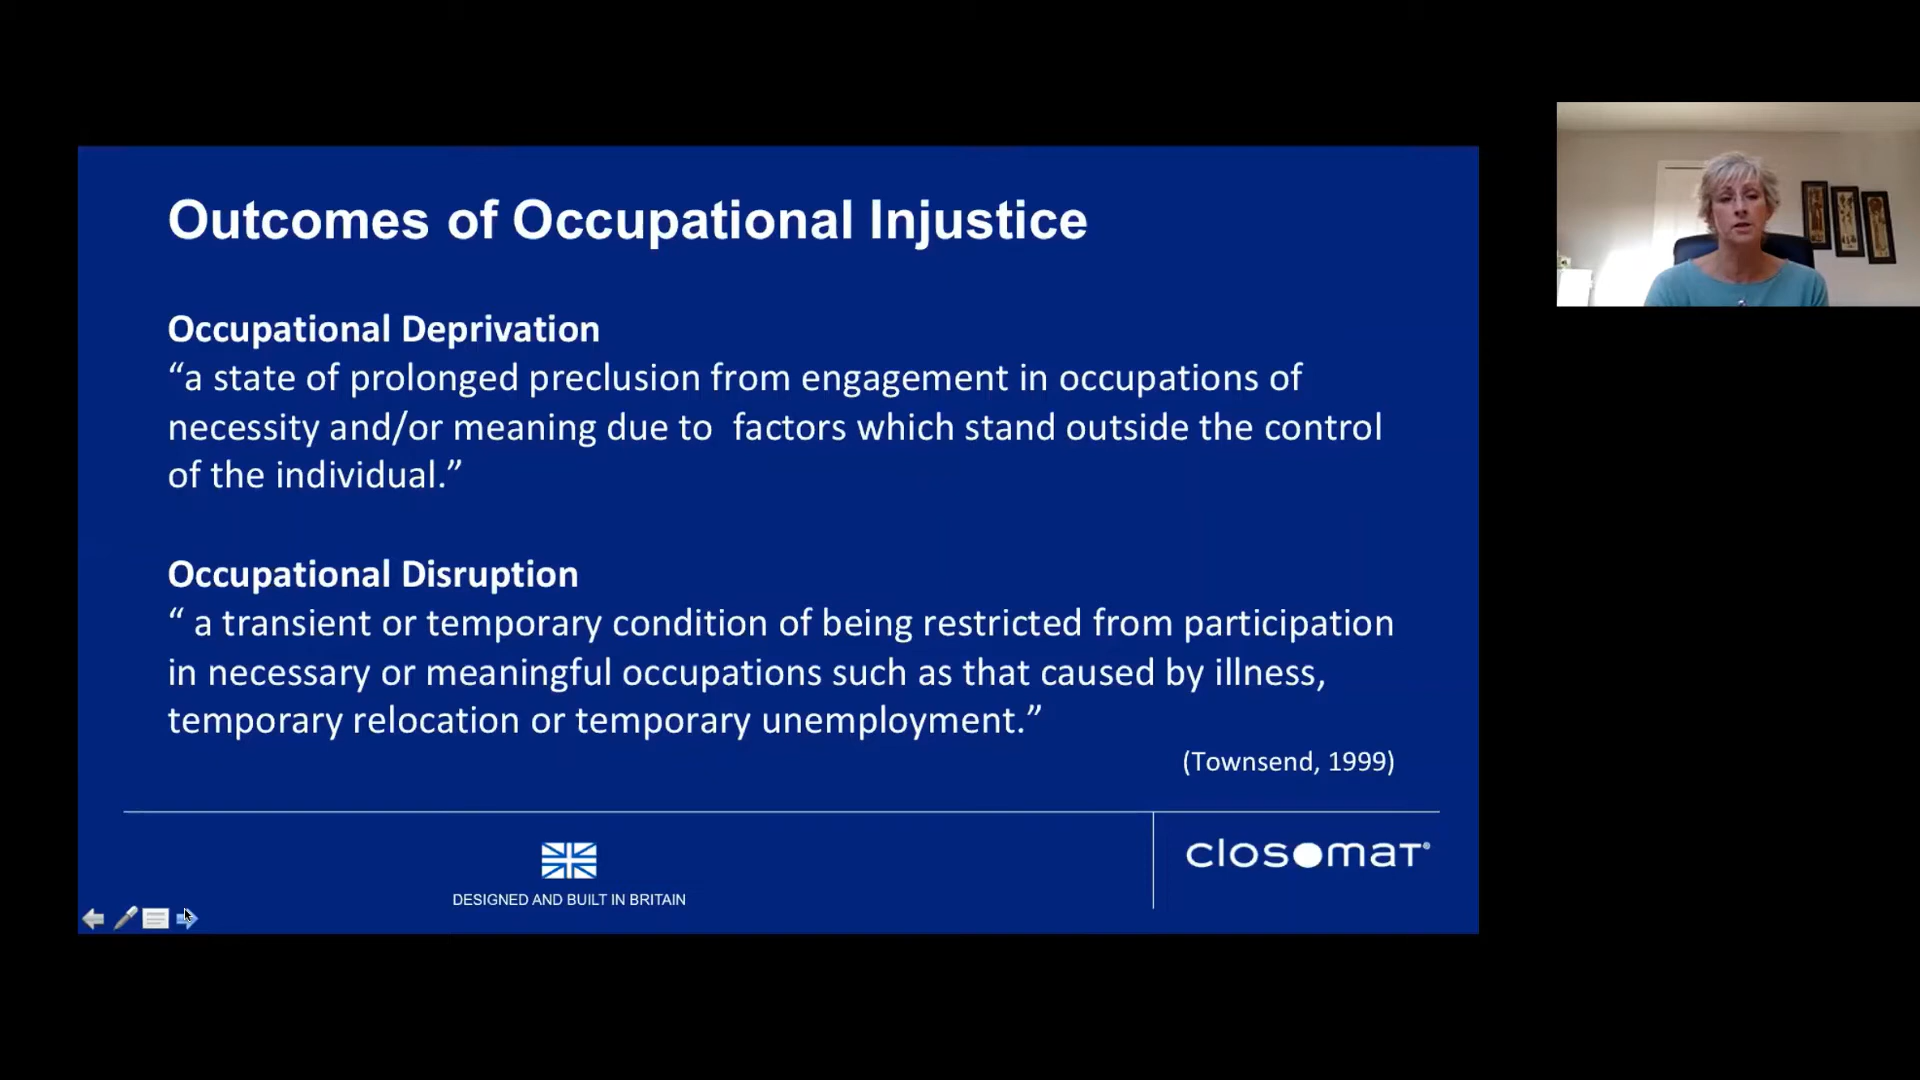 Outcomes of Occupational Injustice
Occupational Deprivation
“a state of prolonged preclusion from engagement in occupations of
necessity and/or meaning due to  factors which stand outside the control
of the individual.”
Occupational Disruption
“ a transient or temporary condition of being restricted from participation
in necessary or meaningful occupations such as that caused by illness,
temporary relocation or temporary unemployment.”
(Townsend, 1999)
DESIGNED AND BUILT IN BRITAIN
closomat®